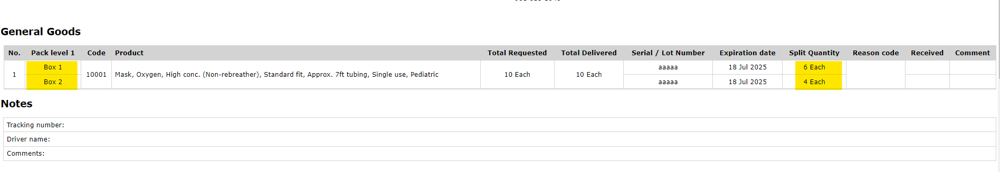 General Goods
No. Pack level 1 Code Product Total Requested Total Delivered Serial / Lot Number Expiration date Split Quantity Reason code Received Comment
1 Box 1 10001 Mask, Oxygen, High conc. (Non-rebreather), Standard fit, Approx. 7ft tubing, Single use, Pediatric 10 Each 10 Each aaaaa 18 Jul 2025 6 Each
Box 2 aaaaa 18 Jul 2025 4 Each
Notes
Tracking number:
Driver name:
Comments: